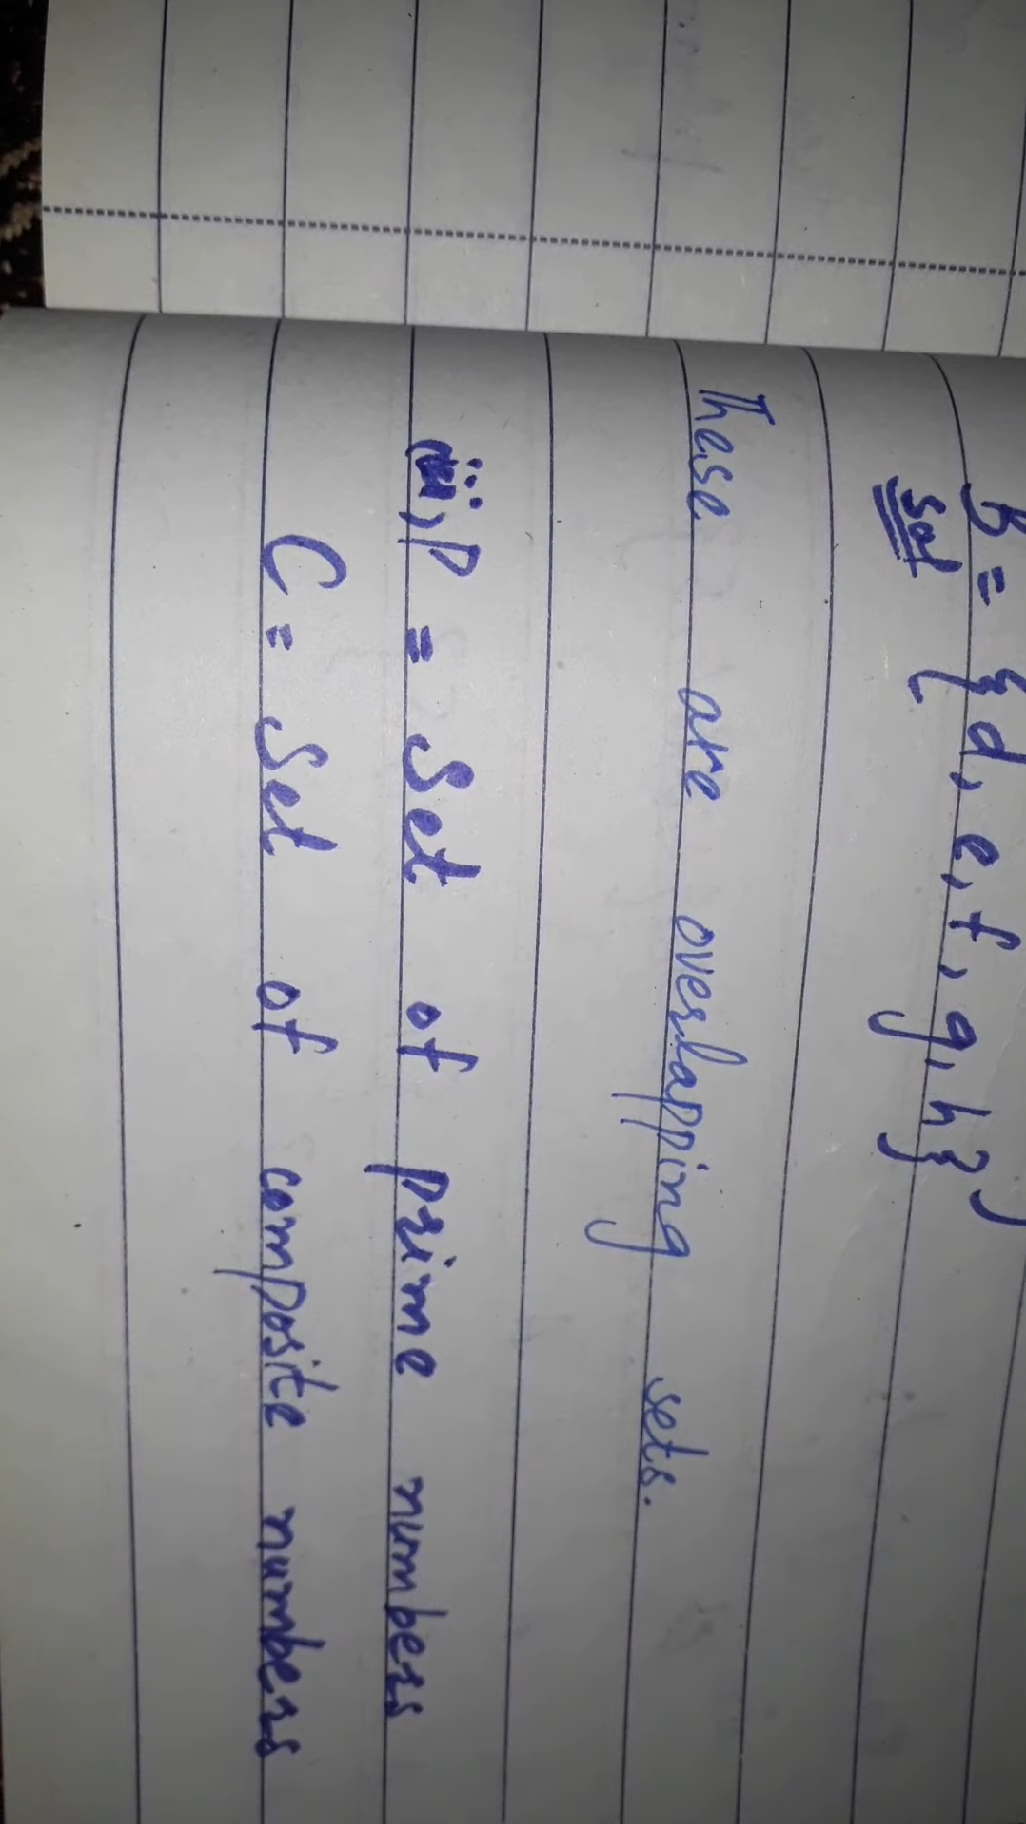 B = {d, e, f, g, h}
Sol
These are overlapping sets.
iii, P = Set of prime numbers
C = Set of composite numbers